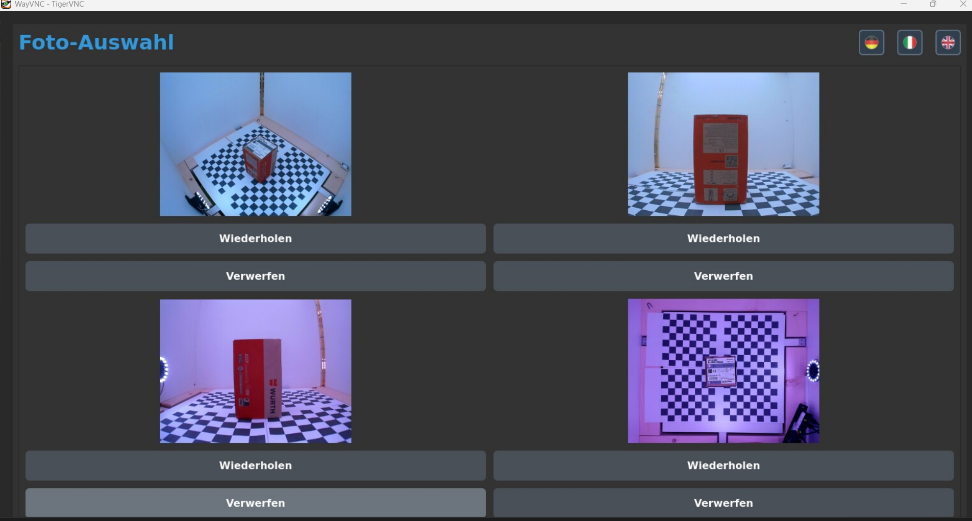 WayVNC - TigerVNC
Foto-Auswahl
Wiederholen
Wiederholen
Verwerfen
Verwerfen
WÜRTH
Wiederholen
Wiederholen
Verwerfen
Verwerfen